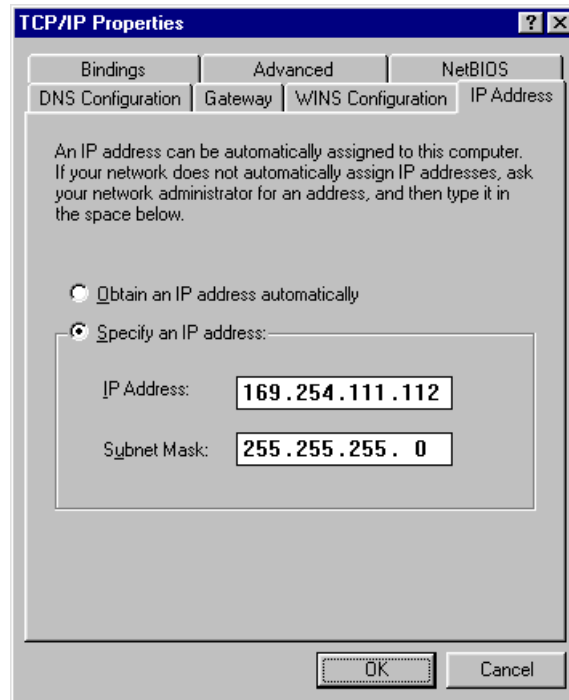 TCP/IP Properties
Bindings Advanced NetBIOS
DNS Configuration Gateway WINS Configuration IP Address
An IP address can be automatically assigned to this computer.
If your network does not automatically assign IP addresses, ask
your network administrator for an address, and then type it in
the space below.
Obtain an IP address automatically
Specify an IP address:
IP Address: 169.254.111.112
Subnet Mask: 255.255.255. 0
OK Cancel